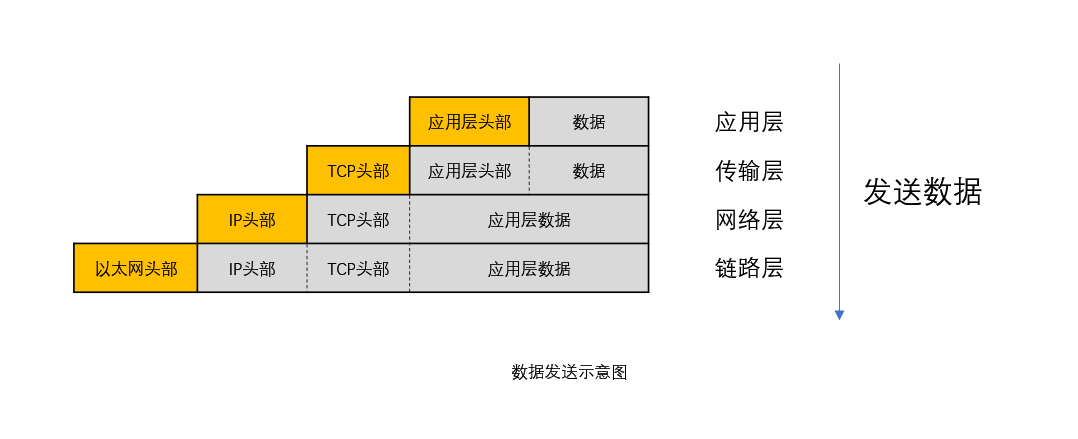 应用层头部 数据 应用层
TCP头部 应用层头部 数据 传输层
发送数据
IP头部 TCP头部 应用层数据 网络层
以太网头部 IP头部 TCP头部 应用层数据 链路层
数据发送示意图